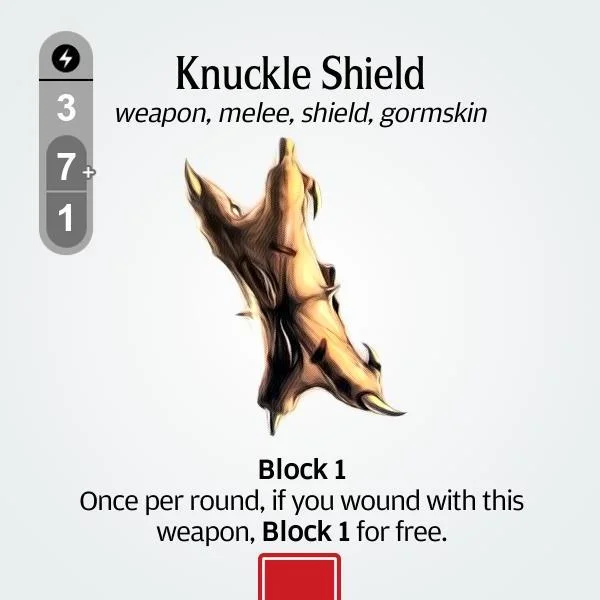 Knuckle Shield
weapon, melee, shield, gormskin
3
7+
1
Block 1
Once per round, if you wound with this
weapon, Block 1 for free.